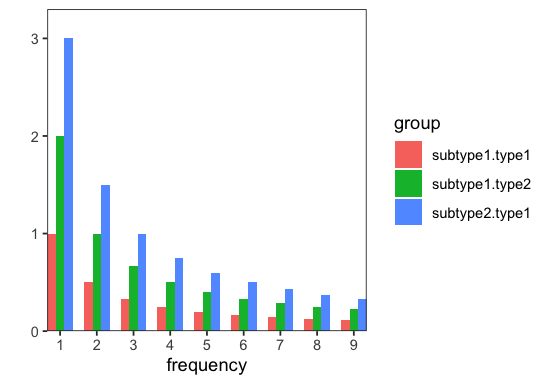 3
2
1
0
1 2 3 4 5 6 7 8 9
frequency
group
subtype1.type1
subtype1.type2
subtype2.type1